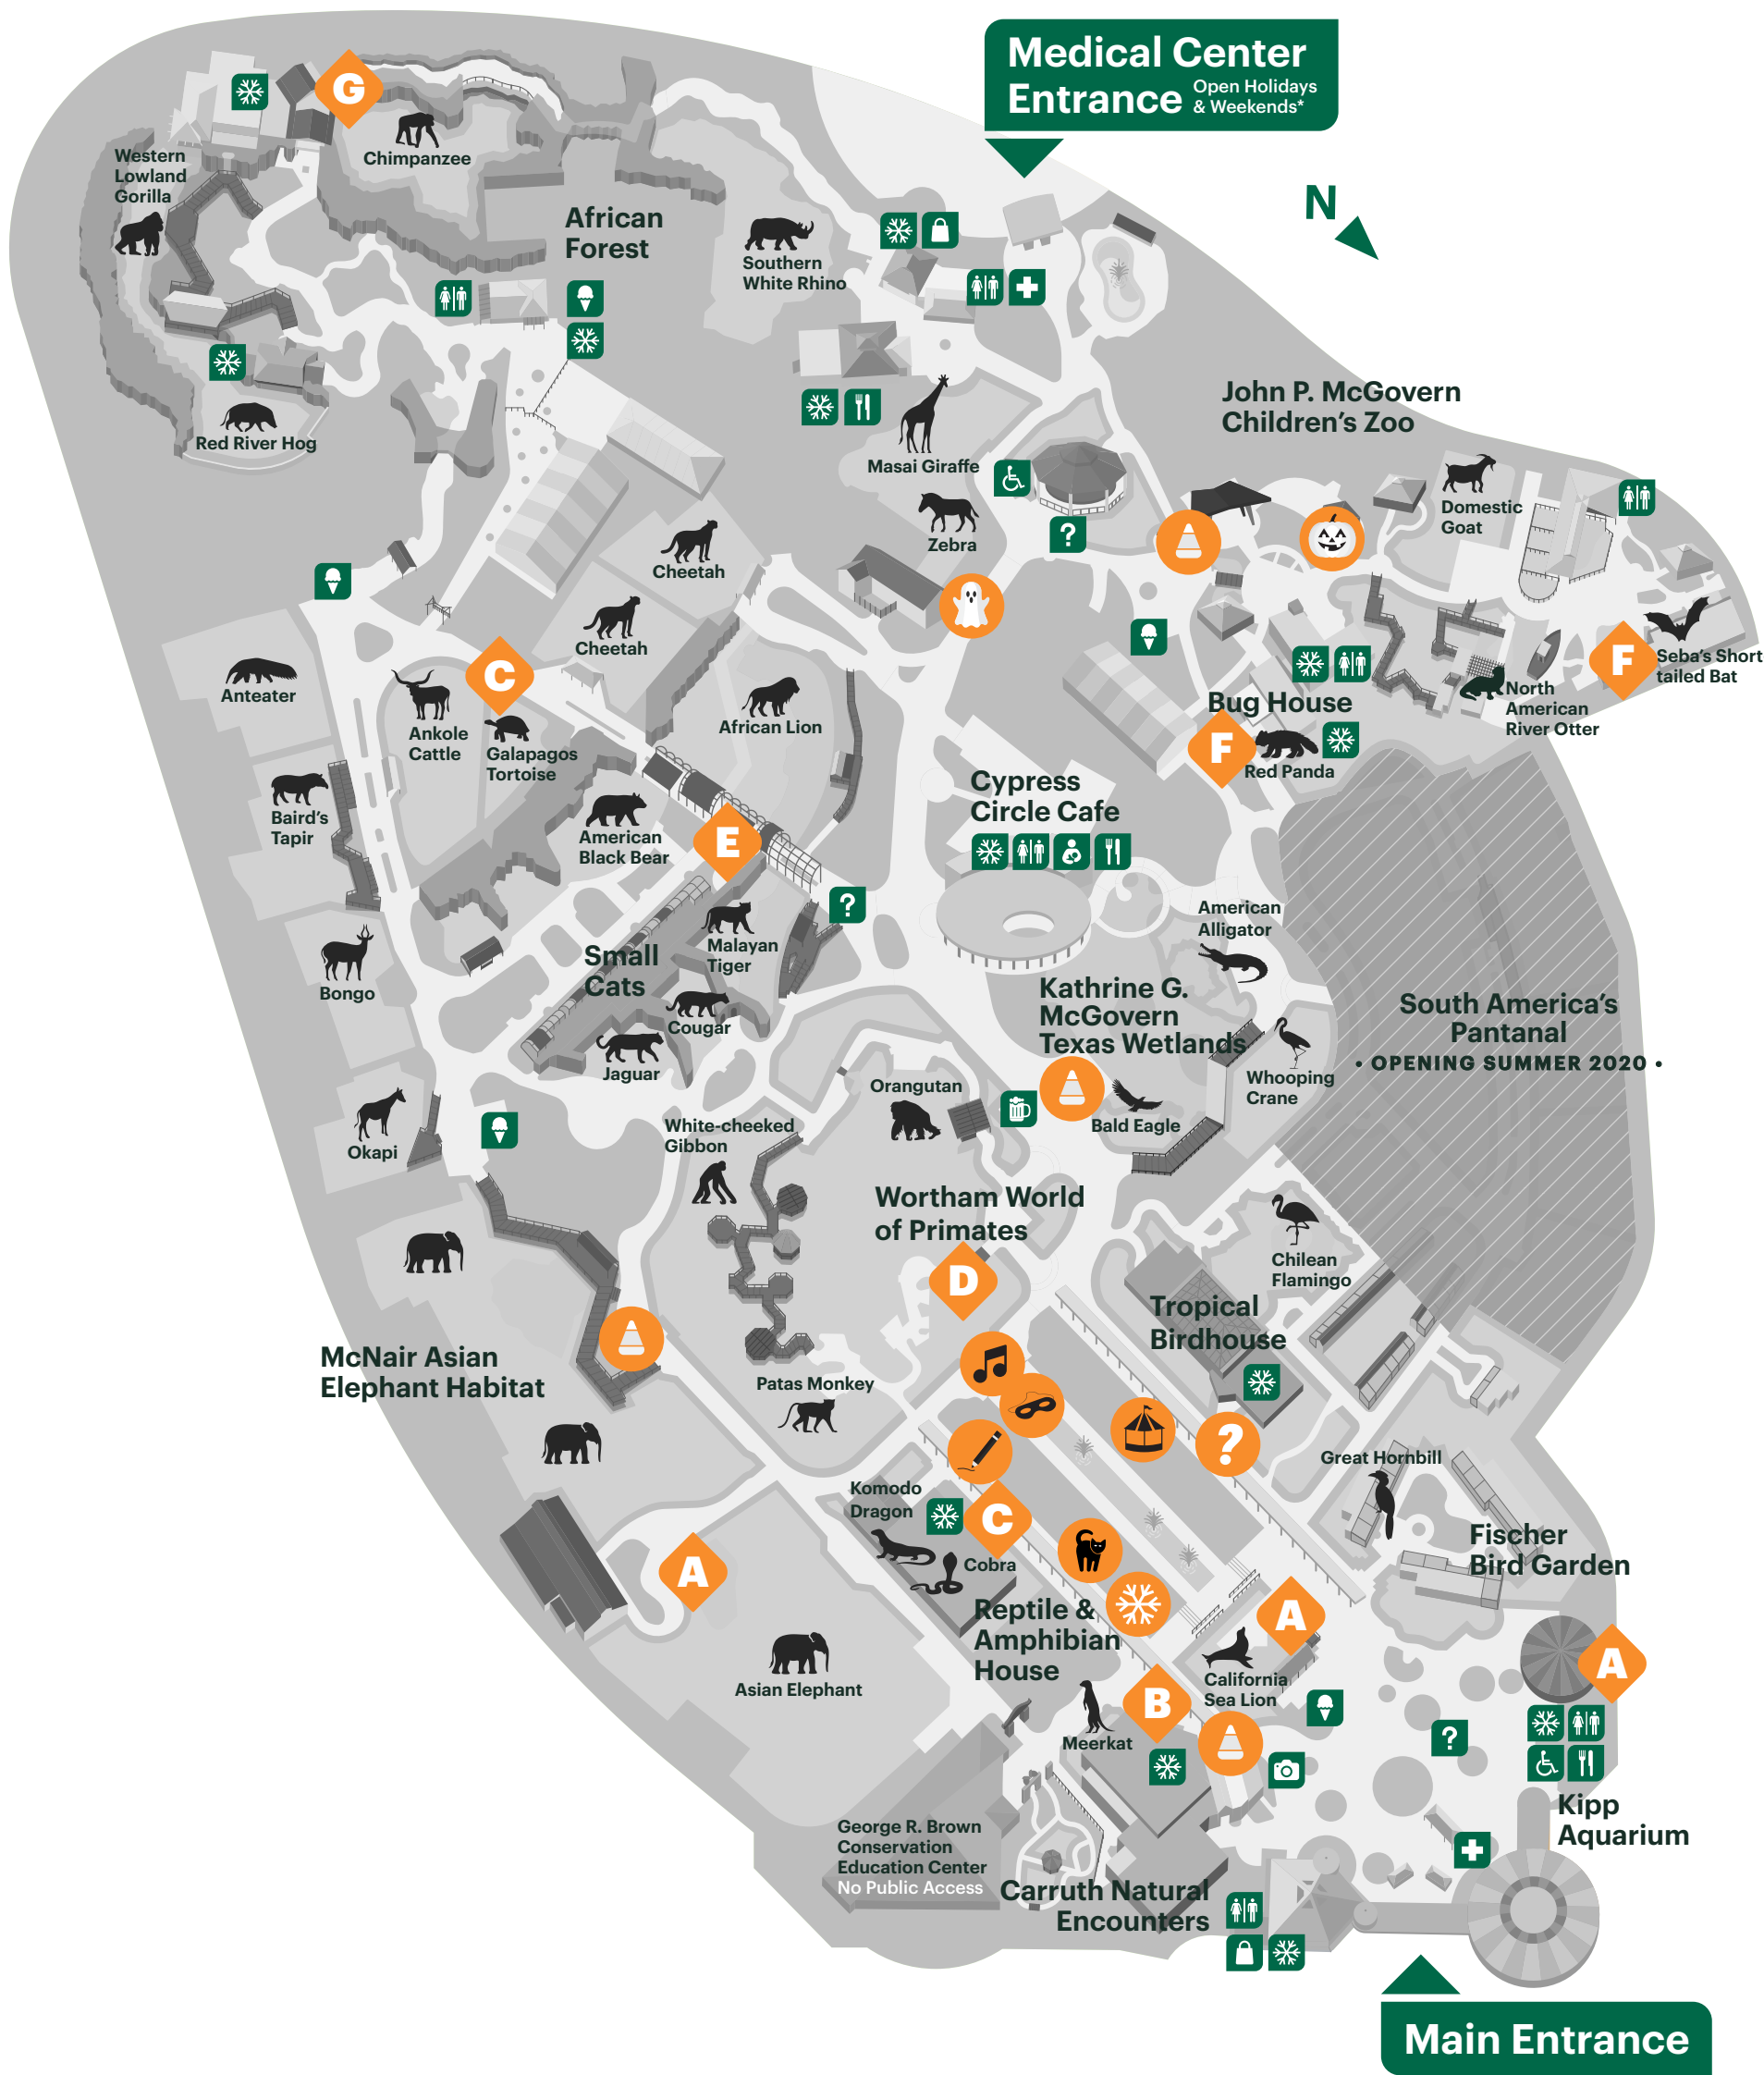 Medical Center
Entrance
Open Holidays
& Weekends*
N
G
Chimpanzee
Western
Lowland
Gorilla
African
Forest
Southern
White Rhino
Red River Hog
Masai Giraffe
Zebra
?
John P. McGovern
Children's Zoo
Domestic
Goat
F
Seba's Short
tailed Bat
North
American
River Otter
Bug House
F
Red Panda
Cheetah
Cheetah
C
Anteater
Ankole
Cattle
Galapagos
Tortoise
African Lion
Baird's
Tapir
American
Black Bear
E
Cypress
Circle Cafe
?
Malayan
Tiger
Small
Cats
Cougar
Jaguar
Bongo
American
Alligator
Kathrine G.
McGovern
Texas Wetlands
Whooping
Crane
Bald Eagle
South America's
Pantanal
• OPENING SUMMER 2020 •
Orangutan
White-cheeked
Gibbon
Okapi
Wortham World
of Primates
D
Chilean
Flamingo
Tropical
Birdhouse
McNair Asian
Elephant Habitat
Patas Monkey
?
Great Hornbill
Fischer
Bird Garden
Komodo
Dragon
C
Cobra
A
Reptile &
Amphibian
House
A
A
Asian Elephant
California
Sea Lion
B
Meerkat
?
Kipp
Aquarium
George R. Brown
Conservation
Education Center
No Public Access
Carruth Natural
Encounters
Main Entrance